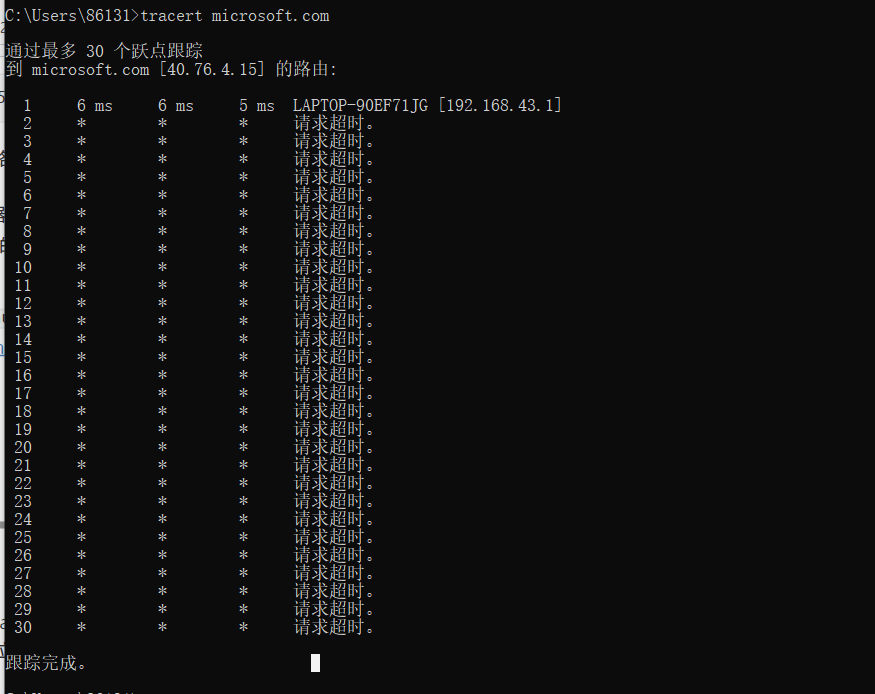 C:\Users\86131>tracert microsoft.com
通过最多 30 个跃点跟踪
到 microsoft.com [40.76.4.15] 的路由:
1 6 ms 6 ms 5 ms LAPTOP-90EF71JG [192.168.43.1]
2 * * * 请求超时。
3 * * * 请求超时。
4 * * * 请求超时。
5 * * * 请求超时。
6 * * * 请求超时。
7 * * * 请求超时。
8 * * * 请求超时。
9 * * * 请求超时。
10 * * * 请求超时。
11 * * * 请求超时。
12 * * * 请求超时。
13 * * * 请求超时。
14 * * * 请求超时。
15 * * * 请求超时。
16 * * * 请求超时。
17 * * * 请求超时。
18 * * * 请求超时。
19 * * * 请求超时。
20 * * * 请求超时。
21 * * * 请求超时。
22 * * * 请求超时。
23 * * * 请求超时。
24 * * * 请求超时。
25 * * * 请求超时。
26 * * * 请求超时。
27 * * * 请求超时。
28 * * * 请求超时。
29 * * * 请求超时。
30 * * * 请求超时。
跟踪完成。